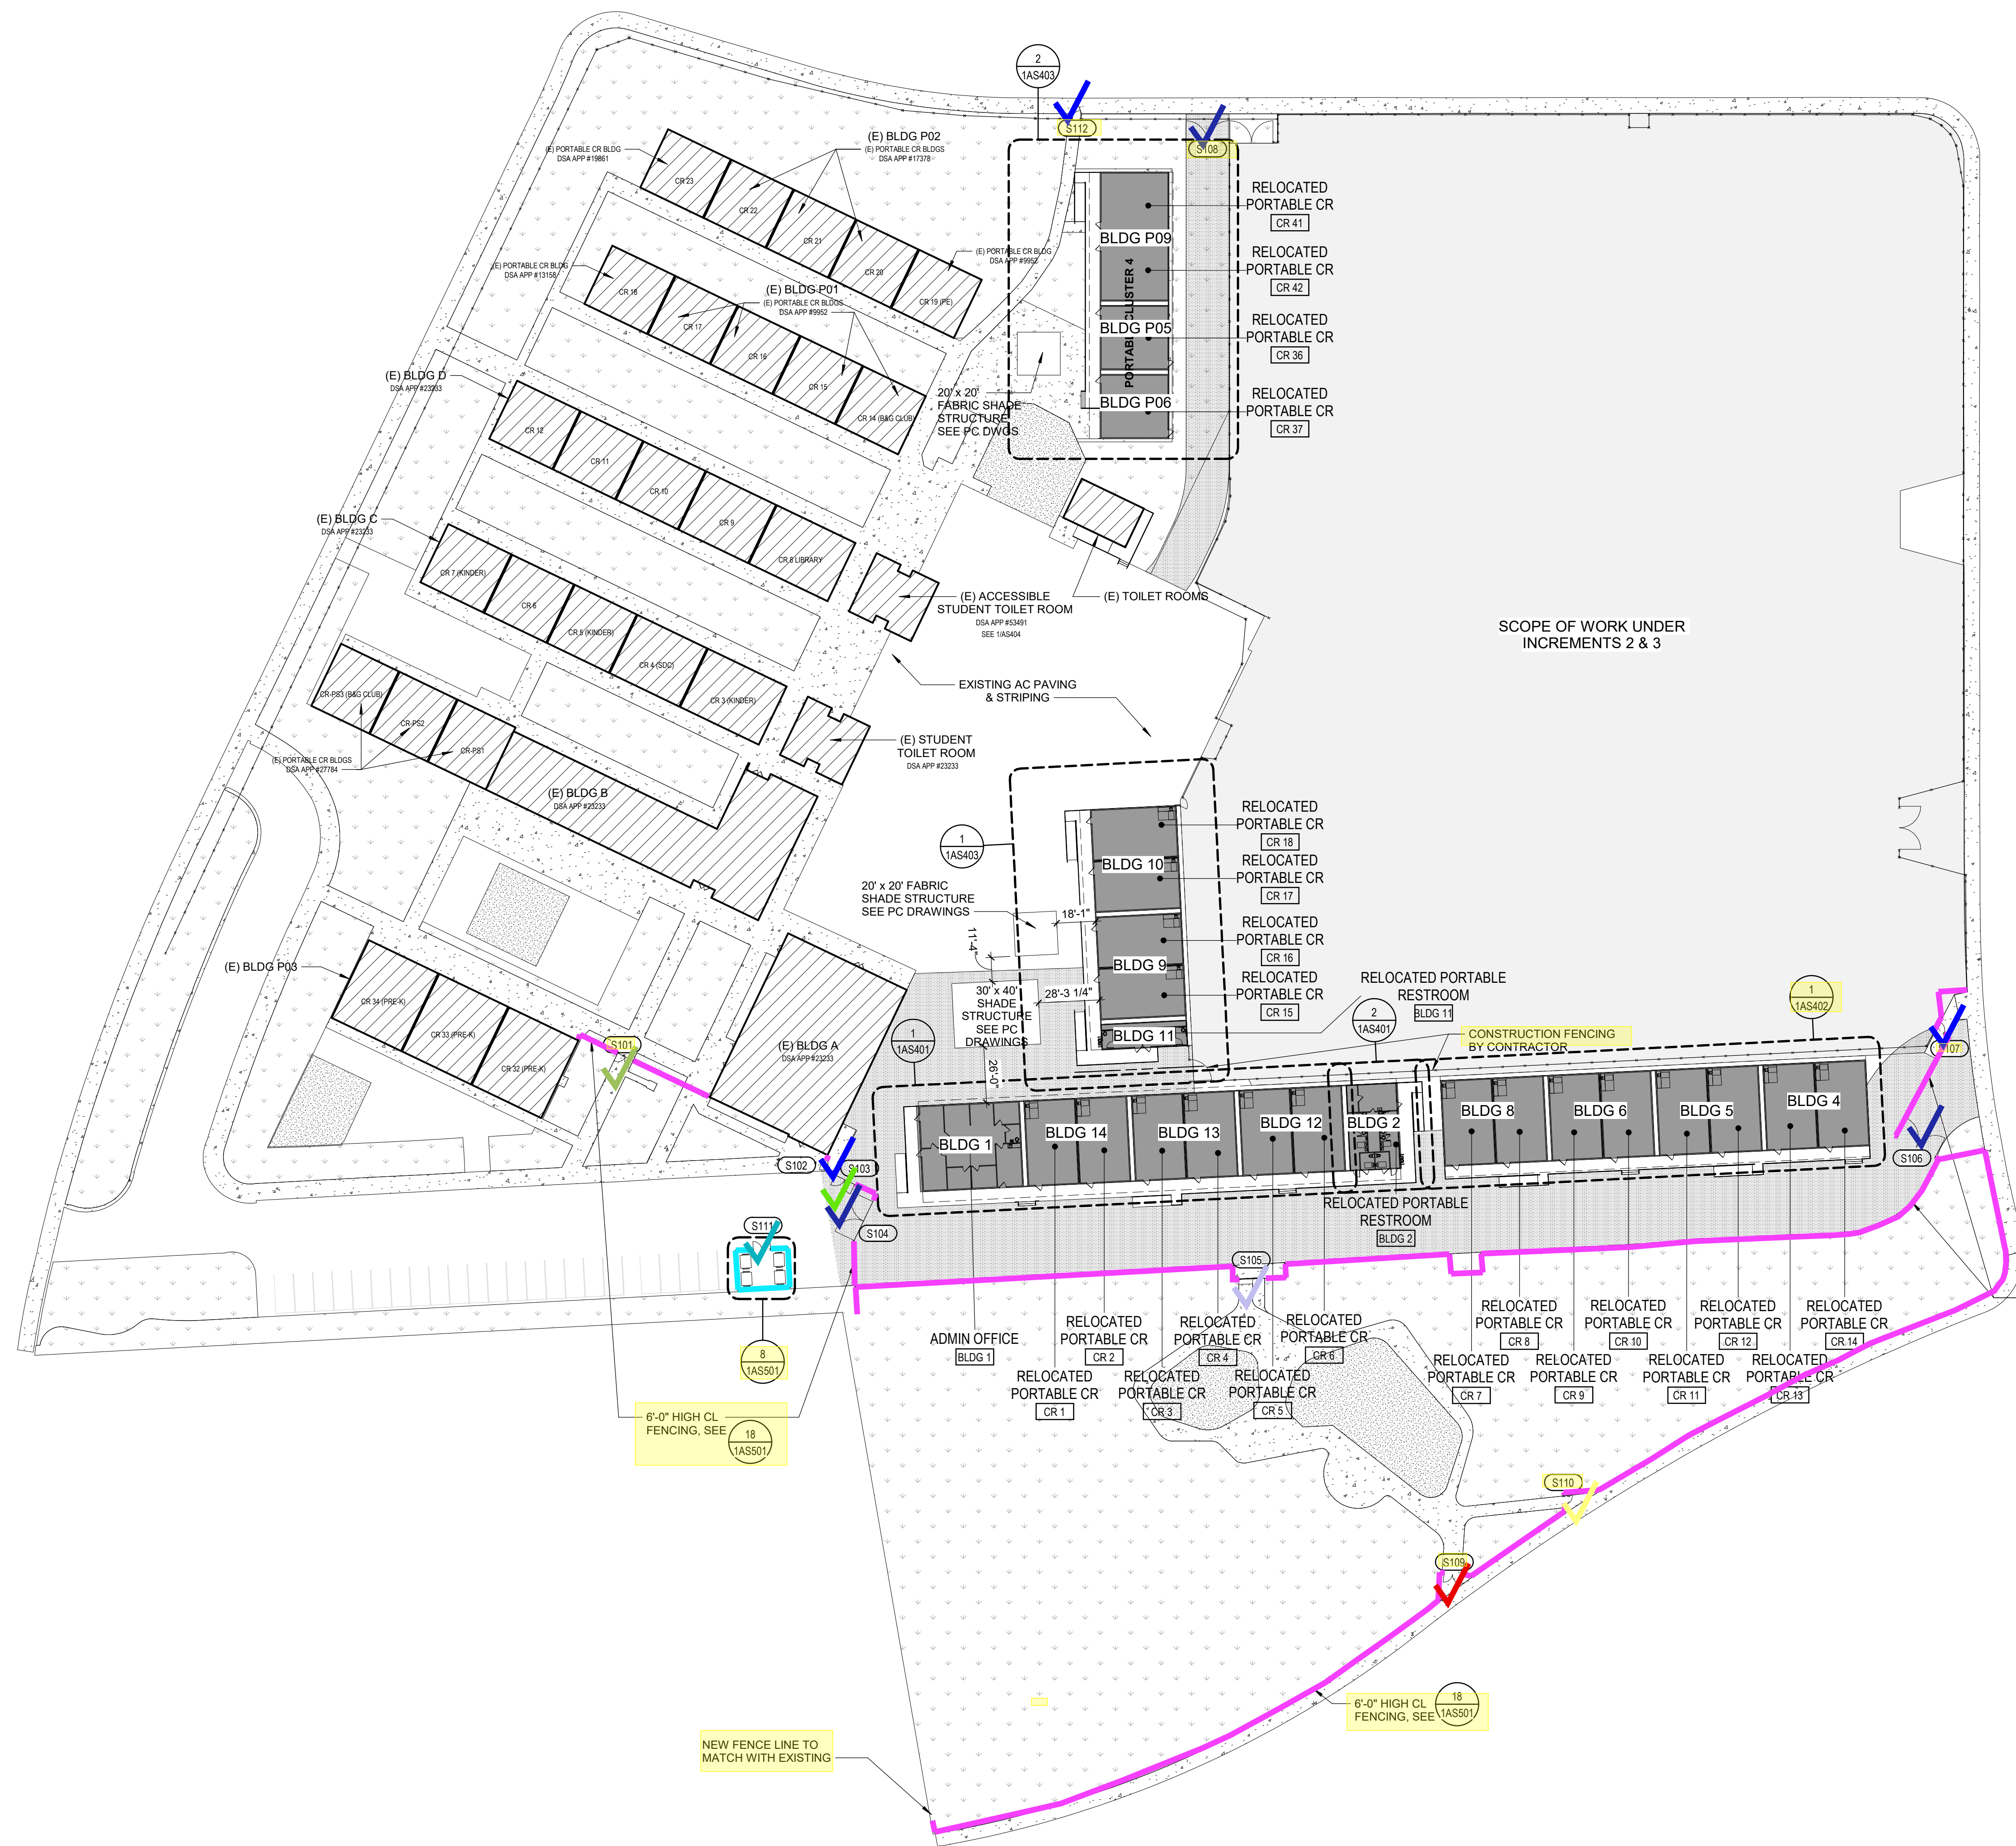 2
1AS403
S112
S108
(E) BLDG P02
(E) PORTABLE CR BLDGS
DSA APP #17378
(E) PORTABLE CR BLDG
DSA APP #19861
CR 23
CR 22
CR 21
CR 20
CR 19 (PE)
(E) PORTABLE CR BLDG
DSA APP #9952
RELOCATED
PORTABLE CR
CR 41
RELOCATED
PORTABLE CR
CR 42
RELOCATED
PORTABLE CR
CR 36
RELOCATED
PORTABLE CR
CR 37
BLDG P09
BLDG P05
BLDG P06
PORTABLE CLUSTER 4
(E) PORTABLE CR BLDG
DSA APP #13158
(E) BLDG P01
(E) PORTABLE CR BLDGS
DSA APP #9952
CR 18
CR 17
CR 16
CR 15
CR 14 (B&G CLUB)
20' x 20'
FABRIC SHADE
STRUCTURE
SEE PC DWGS
(E) BLDG D
DSA APP #23233
CR 12
CR 11
CR 10
CR 9
CR 8 LIBRARY
(E) BLDG C
DSA APP #23233
CR 7 (KINDER)
CR 6
CR 5 (KINDER)
CR 4 (SDC)
CR 3 (KINDER)
(E) ACCESSIBLE
STUDENT TOILET ROOM
DSA APP #53491
SEE 1/AS404
(E) TOILET ROOMS
SCOPE OF WORK UNDER
INCREMENTS 2 & 3
EXISTING AC PAVING
& STRIPING
CR-PS3 (B&G CLUB)
CR-PS2
CR-PS1
(E) PORTABLE CR BLDGS
DSA APP #27784
(E) STUDENT
TOILET ROOM
DSA APP #23233
(E) BLDG B
DSA APP #23233
1
1AS403
20' x 20' FABRIC
SHADE STRUCTURE
SEE PC DRAWINGS
18'-1"
11'-4"
BLDG 10
BLDG 9
BLDG 11
RELOCATED
PORTABLE CR
CR 18
RELOCATED
PORTABLE CR
CR 17
RELOCATED
PORTABLE CR
CR 16
RELOCATED
PORTABLE CR
CR 15
RELOCATED PORTABLE
RESTROOM
BLDG 11
30' x 40'
SHADE
STRUCTURE
SEE PC
DRAWINGS
28'-3 1/4"
26'-0"
(E) BLDG P03
CR 34 (PRE-K)
CR 33 (PRE-K)
CR 32 (PRE-K)
S101
(E) BLDG A
DSA APP #23233
1
1AS401
2
1AS401
CONSTRUCTION FENCING
BY CONTRACTOR
1
1AS402
S107
S106
BLDG 1
BLDG 14
BLDG 13
BLDG 12
BLDG 2
BLDG 8
BLDG 6
BLDG 5
BLDG 4
S102
S103
S104
S111
S105
RELOCATED PORTABLE
RESTROOM
BLDG 2
8
1AS501
ADMIN OFFICE
BLDG 1
RELOCATED
PORTABLE CR
CR 1
RELOCATED
PORTABLE CR
CR 2
RELOCATED
PORTABLE CR
CR 3
RELOCATED
PORTABLE CR
CR 4
RELOCATED
PORTABLE CR
CR 5
RELOCATED
PORTABLE CR
CR 6
RELOCATED
PORTABLE CR
CR 7
RELOCATED
PORTABLE CR
CR 8
RELOCATED
PORTABLE CR
CR 9
RELOCATED
PORTABLE CR
CR 10
RELOCATED
PORTABLE CR
CR 11
RELOCATED
PORTABLE CR
CR 12
RELOCATED
PORTABLE CR
CR 13
RELOCATED
PORTABLE CR
CR 14
6'-0" HIGH CL
FENCING, SEE
18
1AS501
S110
S109
6'-0" HIGH CL
FENCING, SEE
18
1AS501
NEW FENCE LINE TO
MATCH WITH EXISTING